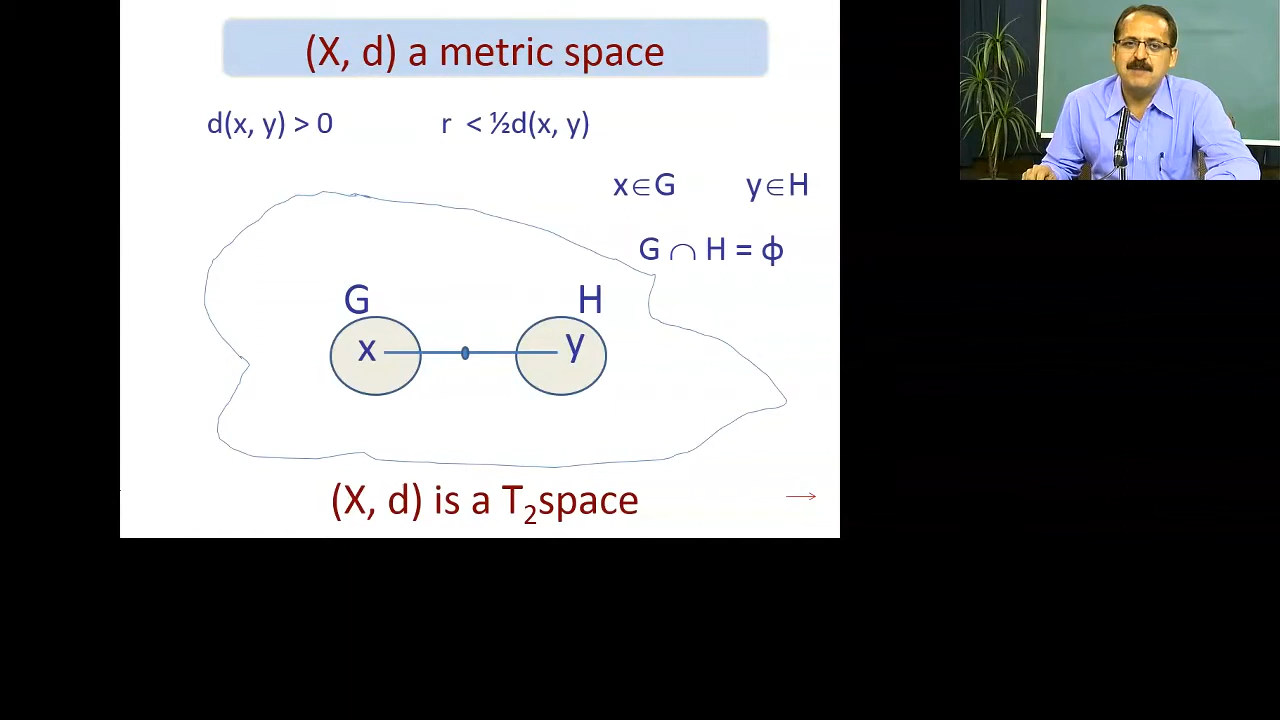 (X, d) a metric space
d(x, y) > 0 r < ½d(x, y)
x∈G y∈H
G ∩ H = ϕ
G H
x y
(X, d) is a T₂space